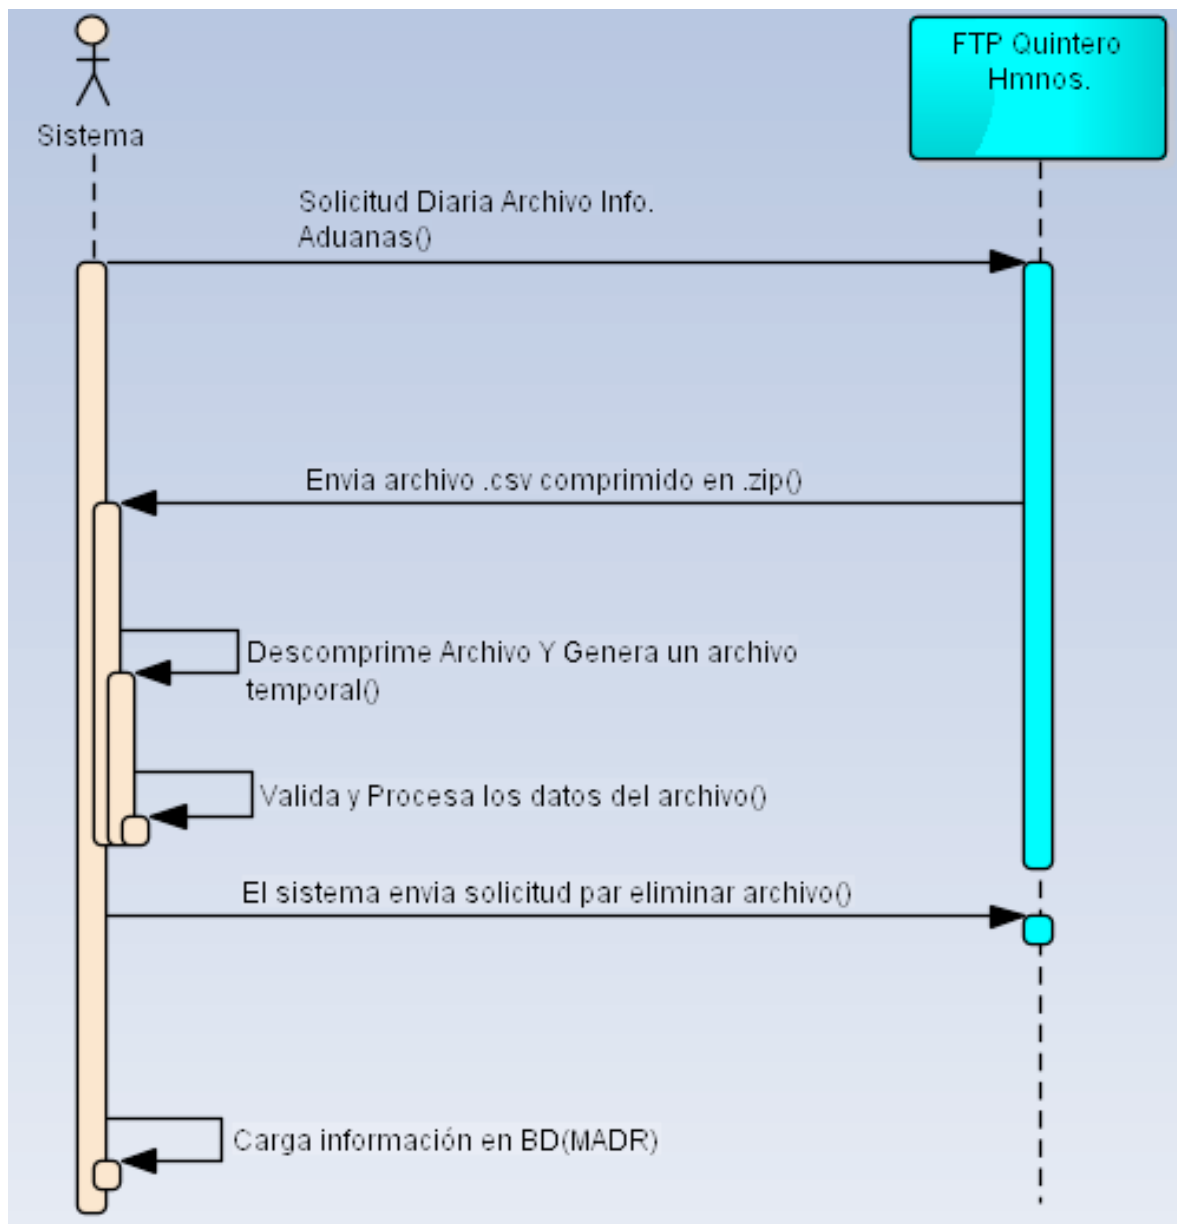 FTP Quintero
Hmnos.
Sistema
Solicitud Diaria Archivo Info.
Aduanas()
Envia archivo .csv comprimido en .zip()
Descomprime Archivo Y Genera un archivo
temporal()
Valida y Procesa los datos del archivo()
El sistema envia solicitud par eliminar archivo()
Carga información en BD(MADR)